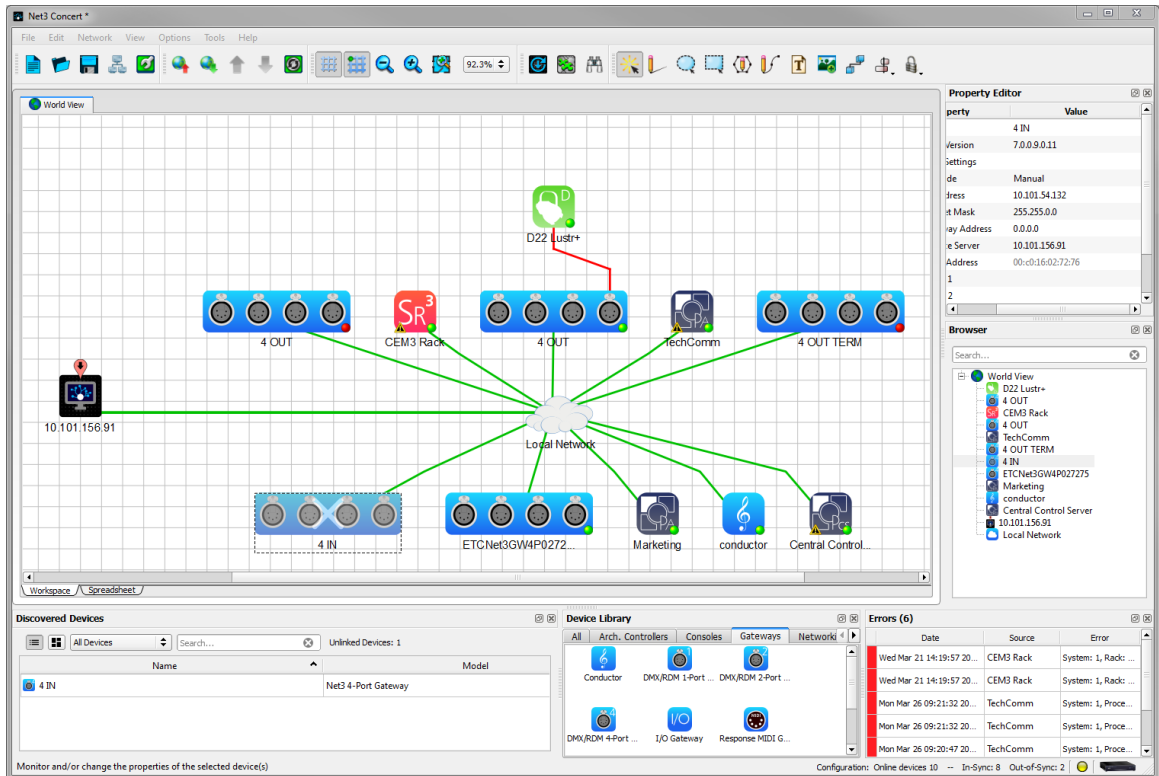 Net3 Concert *
File Edit Network View Options Tools Help
92.3%
World View
D
D22 Lustr+
4 OUT
SR3
CEM3 Rack
4 OUT
TechComm
4 OUT TERM
10.101.156.91
Local Network
4 IN
ETCNet3GW4P0272...
Marketing
conductor
Central Control...
Workspace Spreadsheet
Property Editor
perty Value
4 IN
Version 7.0.0.9.0.11
Settings
de Manual
dress 10.101.54.132
et Mask 255.255.0.0
way Address 0.0.0.0
e Server 10.101.156.91
Address 00:c0:16:02:72:76
1
2
Browser
Search...
World View
D22 Lustr+
4 OUT
CEM3 Rack
4 OUT
TechComm
4 OUT TERM
4 IN
ETCNet3GW4P027275
Marketing
conductor
Central Control Server
10.101.156.91
Local Network
Discovered Devices
All Devices Search... Unlinked Devices: 1
Name Model
4 IN Net3 4-Port Gateway
Device Library
All Arch. Controllers Consoles Gateways Networki
Conductor DMX/RDM 1-Port ... DMX/RDM 2-Port ...
I/O
DMX/RDM 4-Port ... I/O Gateway Response MIDI G...
Errors (6)
Date Source Error
Wed Mar 21 14:19:57 20... CEM3 Rack System: 1, Rack: ...
Wed Mar 21 14:19:57 20... CEM3 Rack System: 1, Rack: ...
Mon Mar 26 09:21:32 20... TechComm System: 1, Proce...
Mon Mar 26 09:21:32 20... TechComm System: 1, Proce...
Mon Mar 26 09:20:47 20... TechComm System: 1, Proce...
Monitor and/or change the properties of the selected device(s)
Configuration: Online devices 10 -- In-Sync: 8 Out-of-Sync: 2